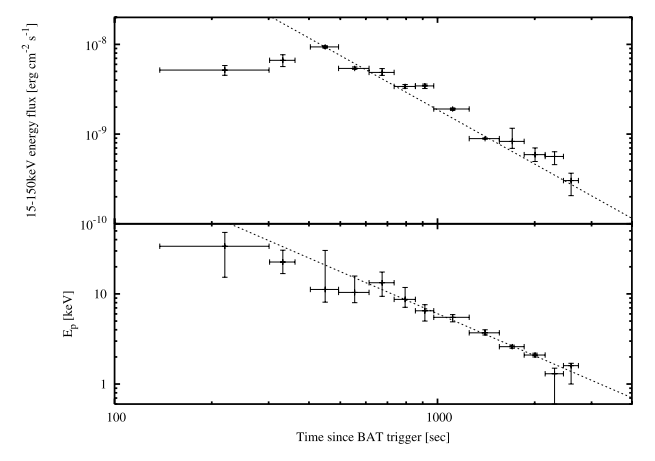 15-150keV energy flux [erg cm⁻² s⁻¹]
10⁻⁸
10⁻⁹
10⁻¹⁰
E_p [keV]
10
1
100
1000
Time since BAT trigger [sec]